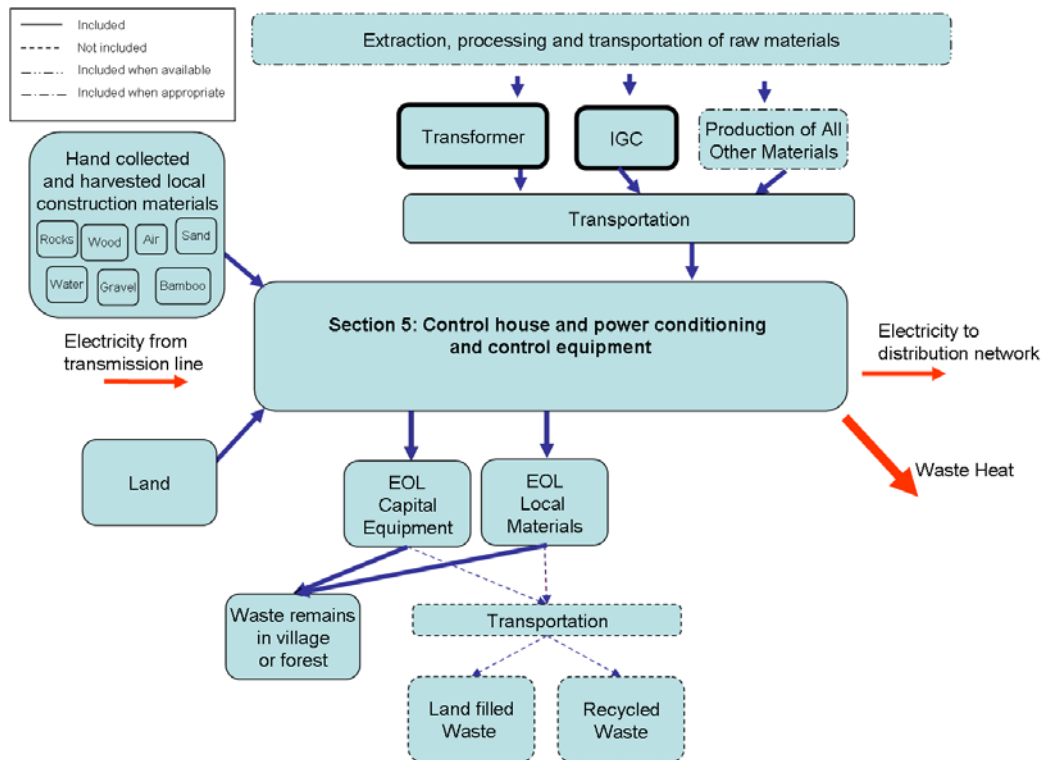 Included
Not included
Included when available
Included when appropriate
Extraction, processing and transportation of raw materials
Transformer
IGC
Production of All
Other Materials
Transportation
Hand collected
and harvested local
construction materials
Rocks
Wood
Air
Sand
Water
Gravel
Bamboo
Electricity from
transmission line
Section 5: Control house and power conditioning
and control equipment
Electricity to
distribution network
Waste Heat
Land
EOL
Capital
Equipment
EOL
Local
Materials
Waste remains
in village
or forest
Transportation
Land filled
Waste
Recycled
Waste